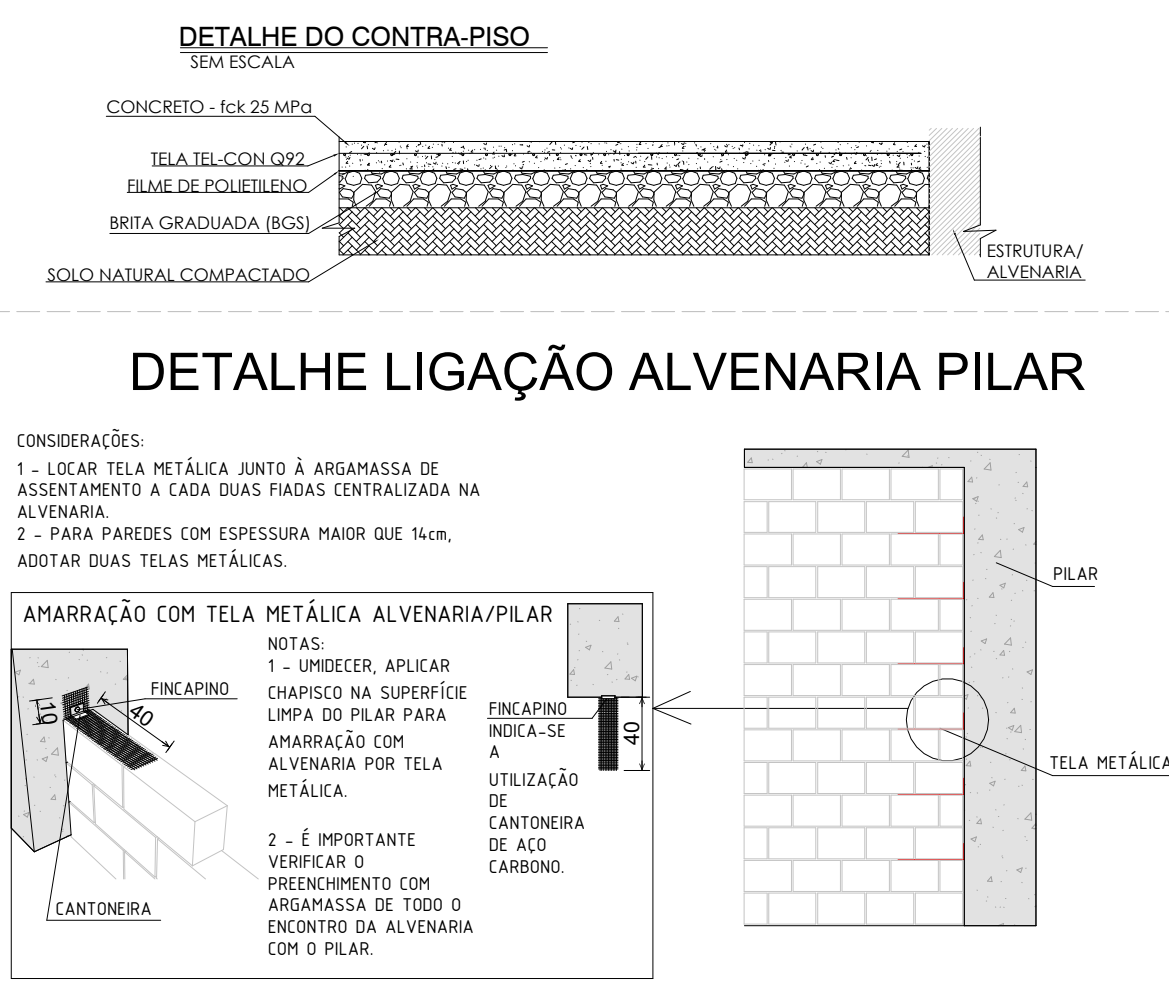 DETALHE DO CONTRA-PISO
SEM ESCALA
CONCRETO - fck 25 MPa
TELA TEL-CON Q92
FILME DE POLIETILENO
BRITA GRADUADA (BGS)
SOLO NATURAL COMPACTADO
ESTRUTURA/
ALVENARIA
DETALHE LIGAÇÃO ALVENARIA PILAR
CONSIDERAÇÕES:
1 - LOCAR TELA METÁLICA JUNTO À ARGAMASSA DE
ASSENTAMENTO A CADA DUAS FIADAS CENTRALIZADA NA
ALVENARIA.
2 - PARA PAREDES COM ESPESSURA MAIOR QUE 14cm,
ADOTAR DUAS TELAS METÁLICAS.
AMARRAÇÃO COM TELA METÁLICA ALVENARIA/PILAR
FINCAPINO
10
40
CANTONEIRA
NOTAS:
1 - UMIDECER, APLICAR
CHAPISCO NA SUPERFÍCIE
LIMPA DO PILAR PARA
AMARRAÇÃO COM
ALVENARIA POR TELA
METÁLICA.
2 - É IMPORTANTE
VERIFICAR O
PREENCHIMENTO COM
ARGAMASSA DE TODO O
ENCONTRO DA ALVENARIA
COM O PILAR.
FINCAPINO
INDICA-SE
A
UTILIZAÇÃO
DE
CANTONEIRA
DE AÇO
CARBONO.
40
PILAR
TELA METÁLICA